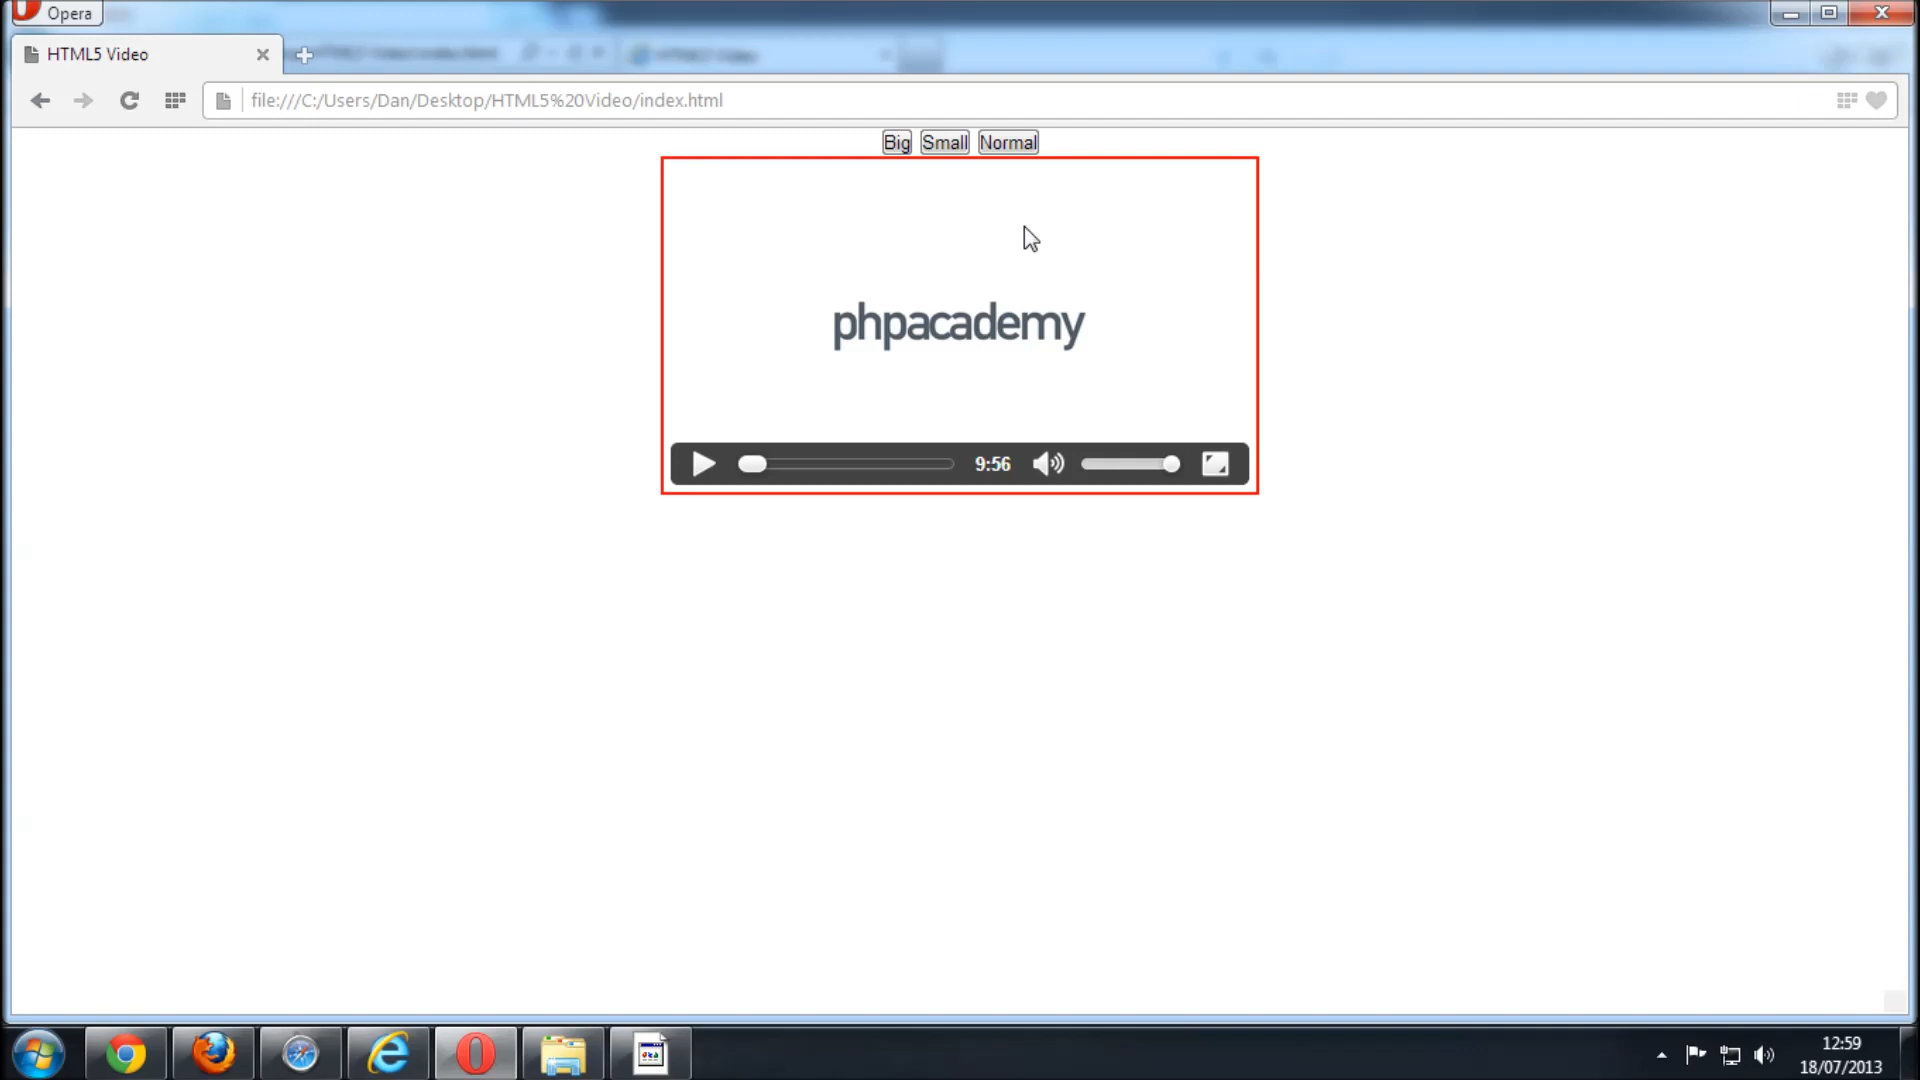 Opera
HTML5 Video
file:///C:/Users/Dan/Desktop/HTML5%20Video/index.html
Big Small Normal
phpacademy
9:56
12:59
18/07/2013